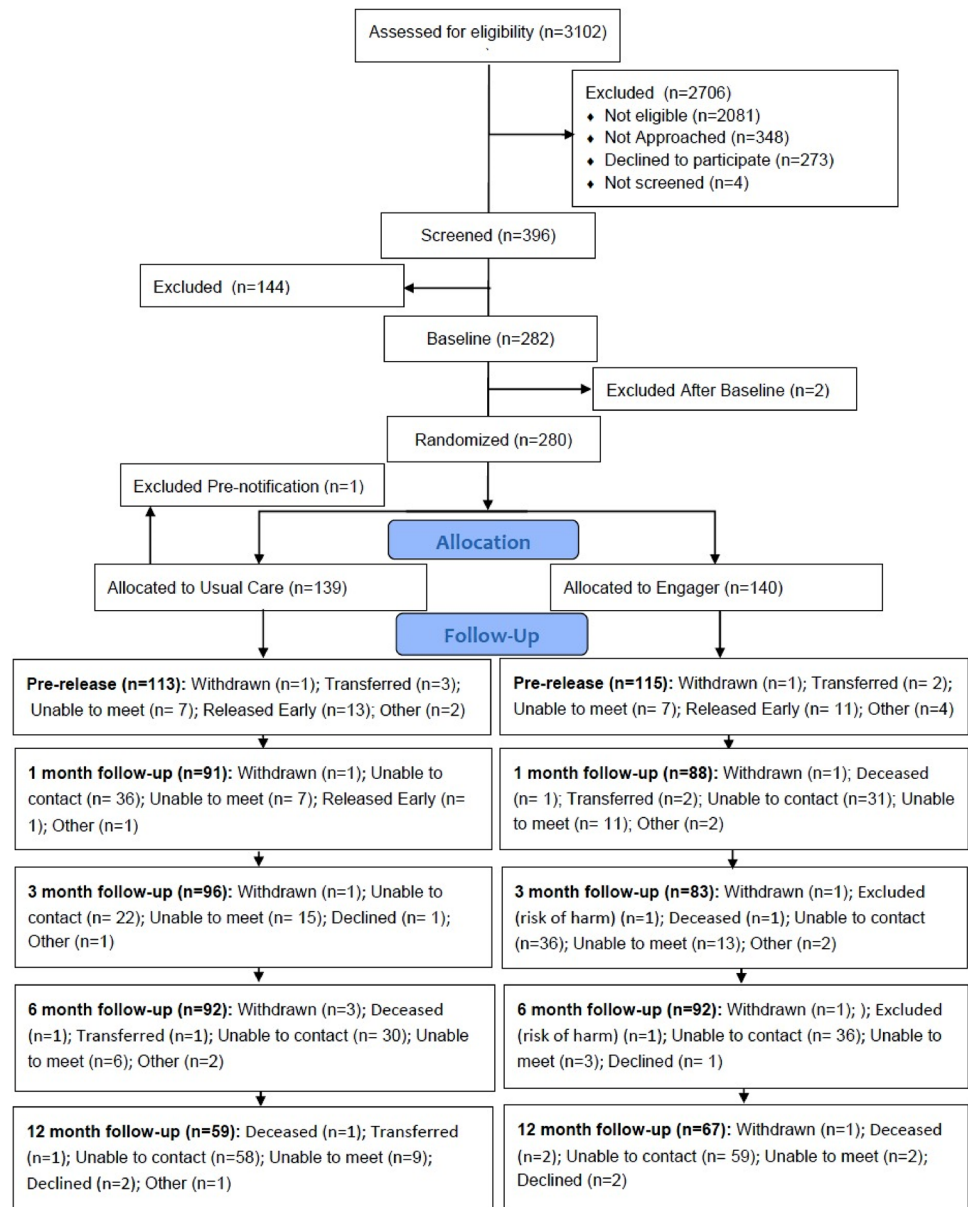 Assessed for eligibility (n=3102)
Excluded (n=2706)
♦ Not eligible (n=2081)
♦ Not Approached (n=348)
♦ Declined to participate (n=273)
♦ Not screened (n=4)
Screened (n=396)
Excluded (n=144)
Baseline (n=282)
Excluded After Baseline (n=2)
Randomized (n=280)
Excluded Pre-notification (n=1)
Allocation
Allocated to Usual Care (n=139)
Allocated to Engager (n=140)
Follow-Up
Pre-release (n=113): Withdrawn (n=1); Transferred (n=3);
Unable to meet (n= 7); Released Early (n=13); Other (n=2)
Pre-release (n=115): Withdrawn (n=1); Transferred (n= 2);
Unable to meet (n= 7); Released Early (n= 11); Other (n=4)
1 month follow-up (n=91): Withdrawn (n=1); Unable to
contact (n= 36); Unable to meet (n= 7); Released Early (n=
1); Other (n=1)
1 month follow-up (n=88): Withdrawn (n=1); Deceased
(n= 1); Transferred (n=2); Unable to contact (n=31); Unable
to meet (n= 11); Other (n=2)
3 month follow-up (n=96): Withdrawn (n=1); Unable to
contact (n= 22); Unable to meet (n= 15); Declined (n= 1);
Other (n=1)
3 month follow-up (n=83): Withdrawn (n=1); Excluded
(risk of harm) (n=1); Deceased (n=1); Unable to contact
(n=36); Unable to meet (n=13); Other (n=2)
6 month follow-up (n=92): Withdrawn (n=3); Deceased
(n=1); Transferred (n=1); Unable to contact (n= 30); Unable
to meet (n=6); Other (n=2)
6 month follow-up (n=92): Withdrawn (n=1); ); Excluded
(risk of harm) (n=1); Unable to contact (n= 36); Unable to
meet (n=3); Declined (n= 1)
12 month follow-up (n=59): Deceased (n=1); Transferred
(n=1); Unable to contact (n=58); Unable to meet (n=9);
Declined (n=2); Other (n=1)
12 month follow-up (n=67): Withdrawn (n=1); Deceased
(n=2); Unable to contact (n= 59); Unable to meet (n=2);
Declined (n=2)